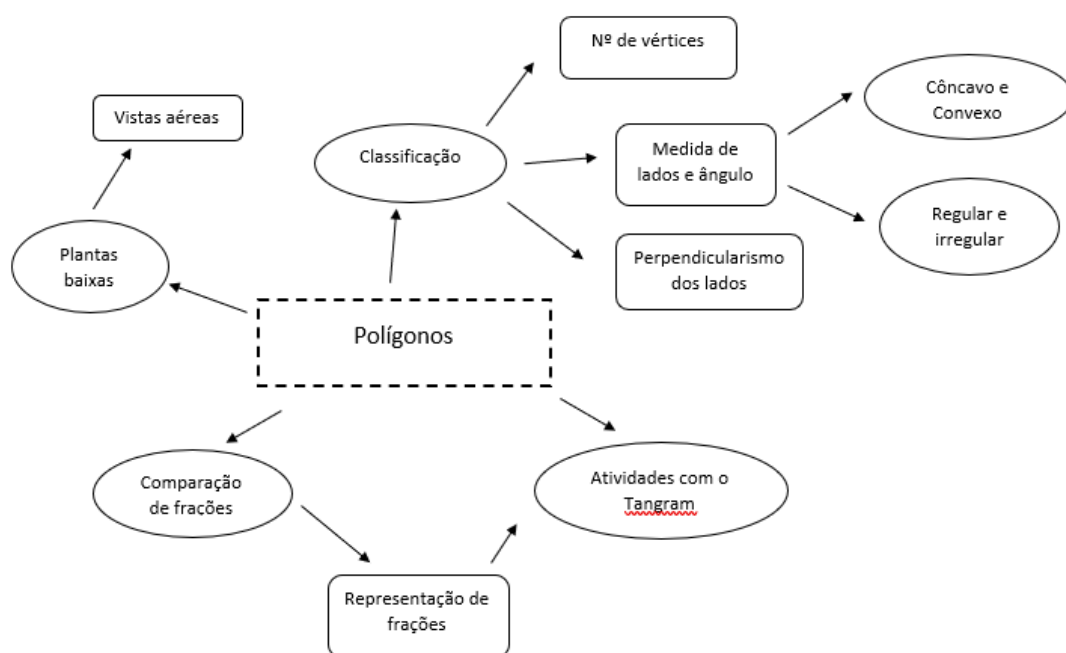 Nº de vértices
Vistas aéreas
Classificação
Medida de
lados e ângulo
Côncavo e
Convexo
Regular e
irregular
Perpendicularismo
dos lados
Plantas
baixas
Polígonos
Comparação
de frações
Atividades com o
Tangram
Representação de
frações